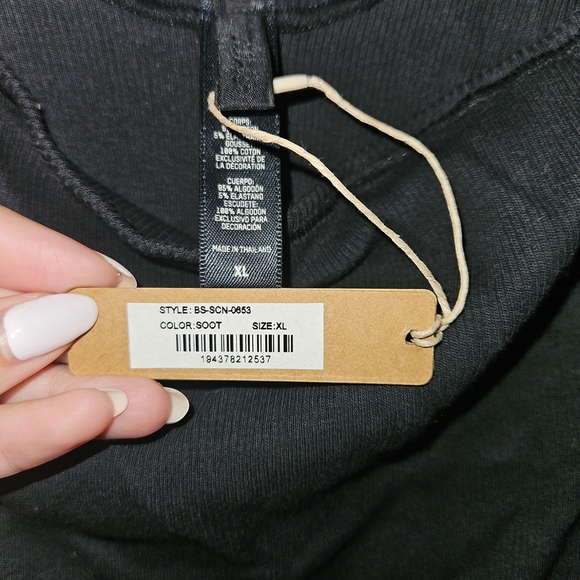 CORPS:
5% ELASTHANNE
GOUSSET:
100% COTON
EXCLUSIVITÉ DE
LA DÉCORATION
CUERPO:
95% ALGODÓN
5% ELASTANO
ESCUDETE:
100% ALGODÓN
EXCLUSIVO PARA
DECORACIÓN
MADE IN THAILAND
XL
STYLE: BS-SCN-0653
COLOR:SOOT SIZE:XL
194378212537